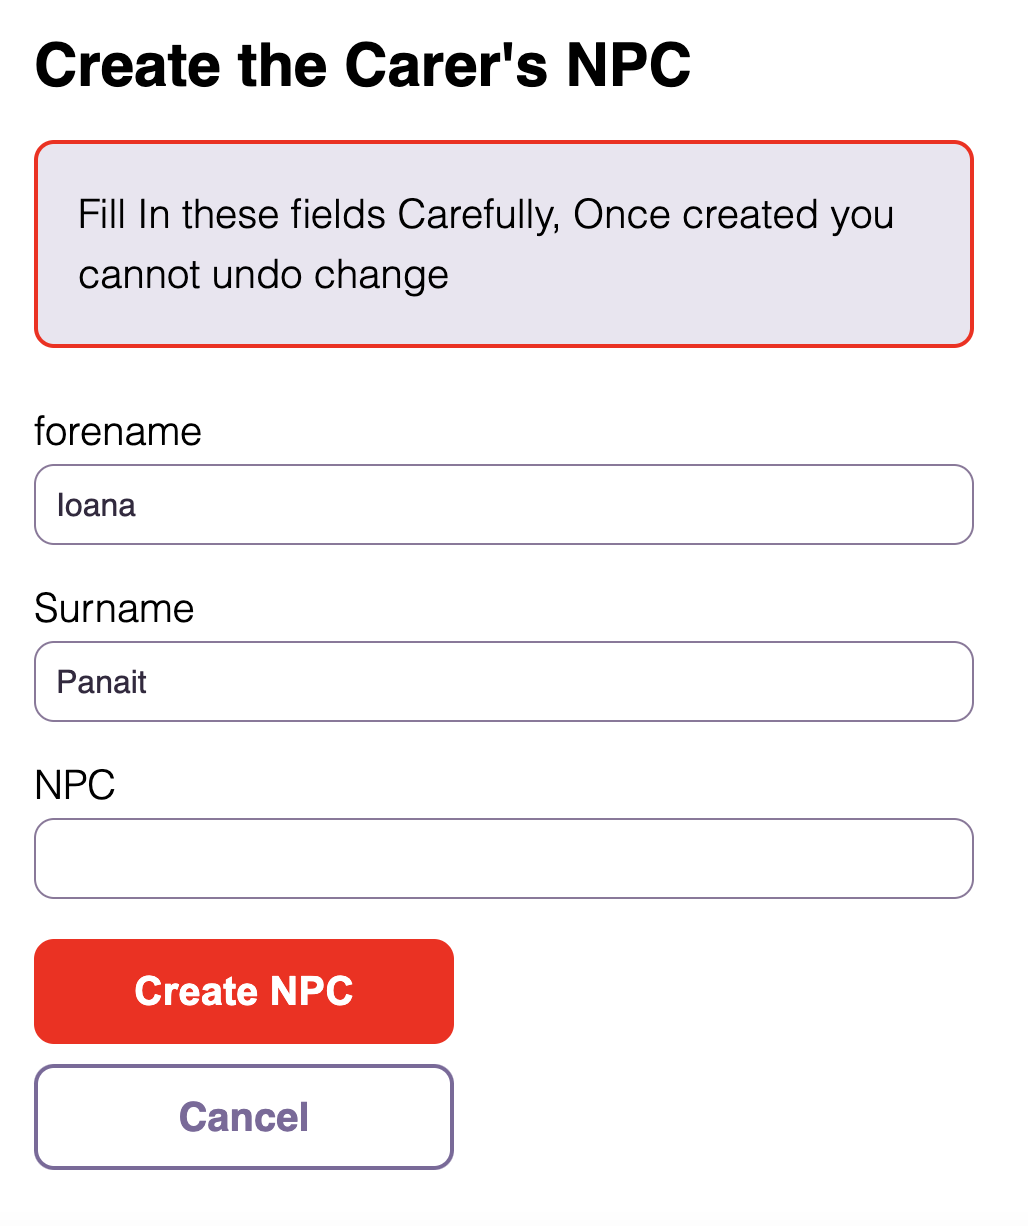 Create the Carer's NPC
Fill In these fields Carefully, Once created you
cannot undo change
forename
Ioana
Surname
Panait
NPC
Create NPC
Cancel